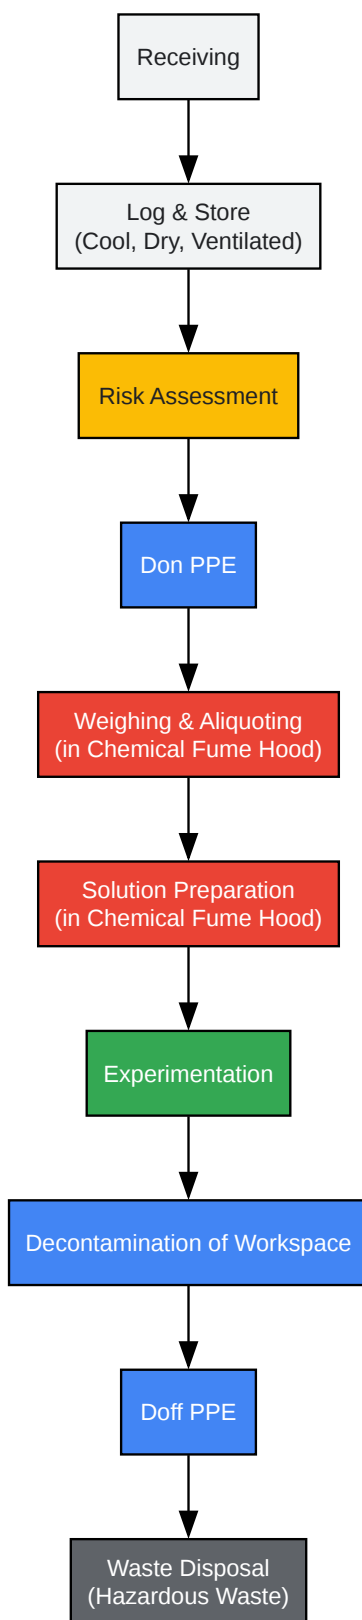 Receiving
Log & Store
(Cool, Dry, Ventilated)
Risk Assessment
Don PPE
Weighing & Aliquoting
(in Chemical Fume Hood)
Solution Preparation
(in Chemical Fume Hood)
Experimentation
Decontamination of Workspace
Doff PPE
Waste Disposal
(Hazardous Waste)